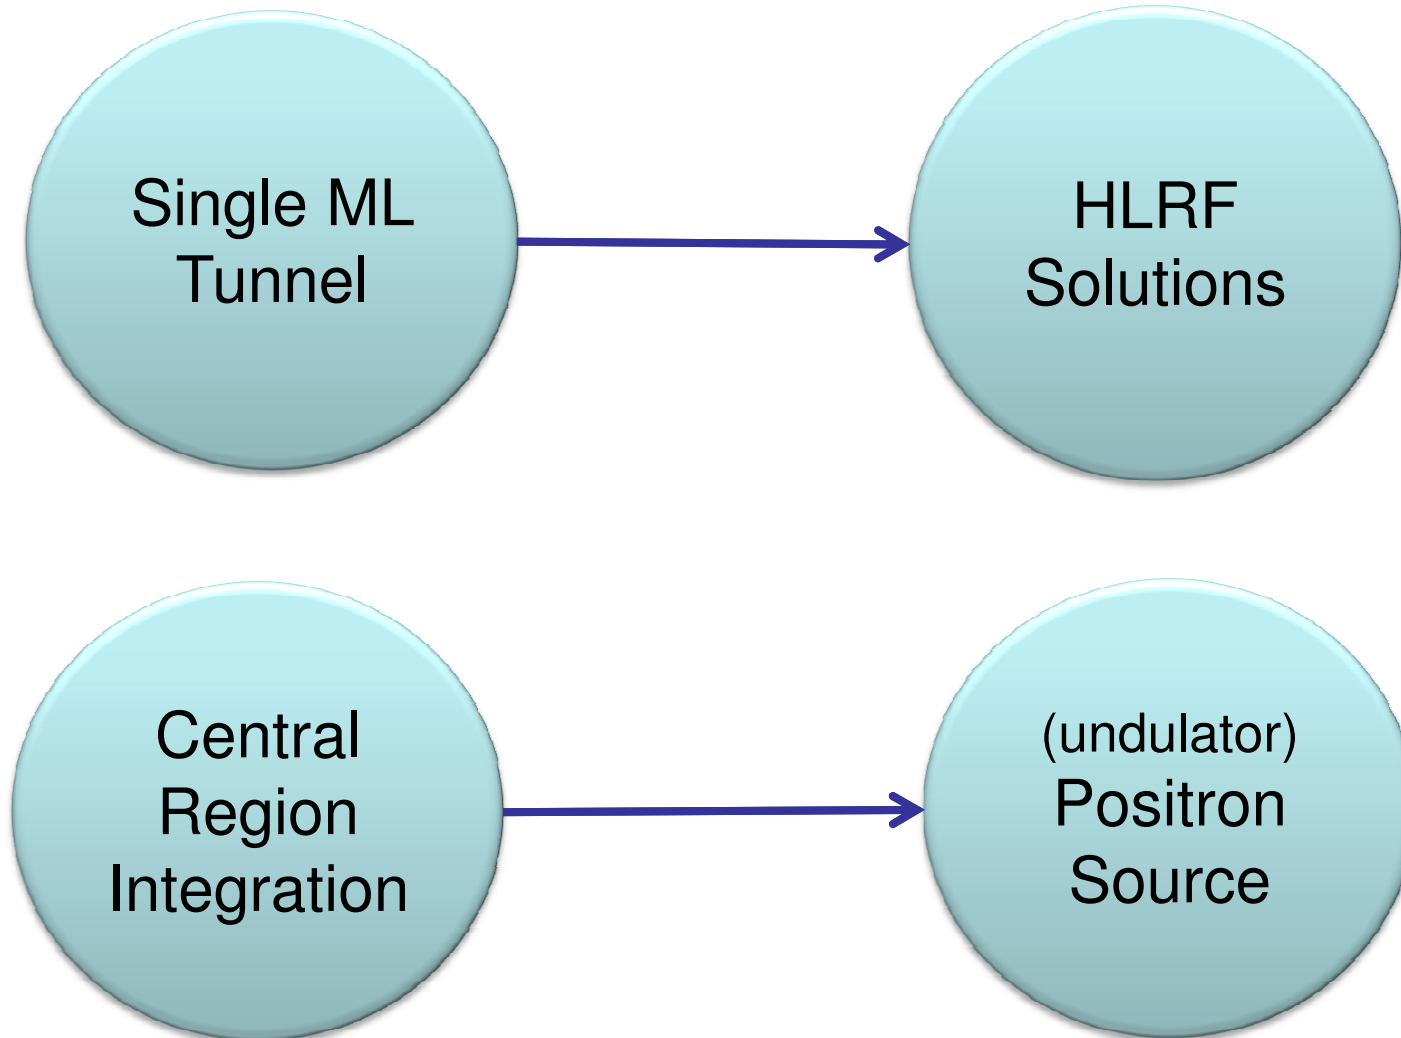 Single ML
Tunnel
HLRF
Solutions
Central
Region
Integration
(undulator)
Positron
Source